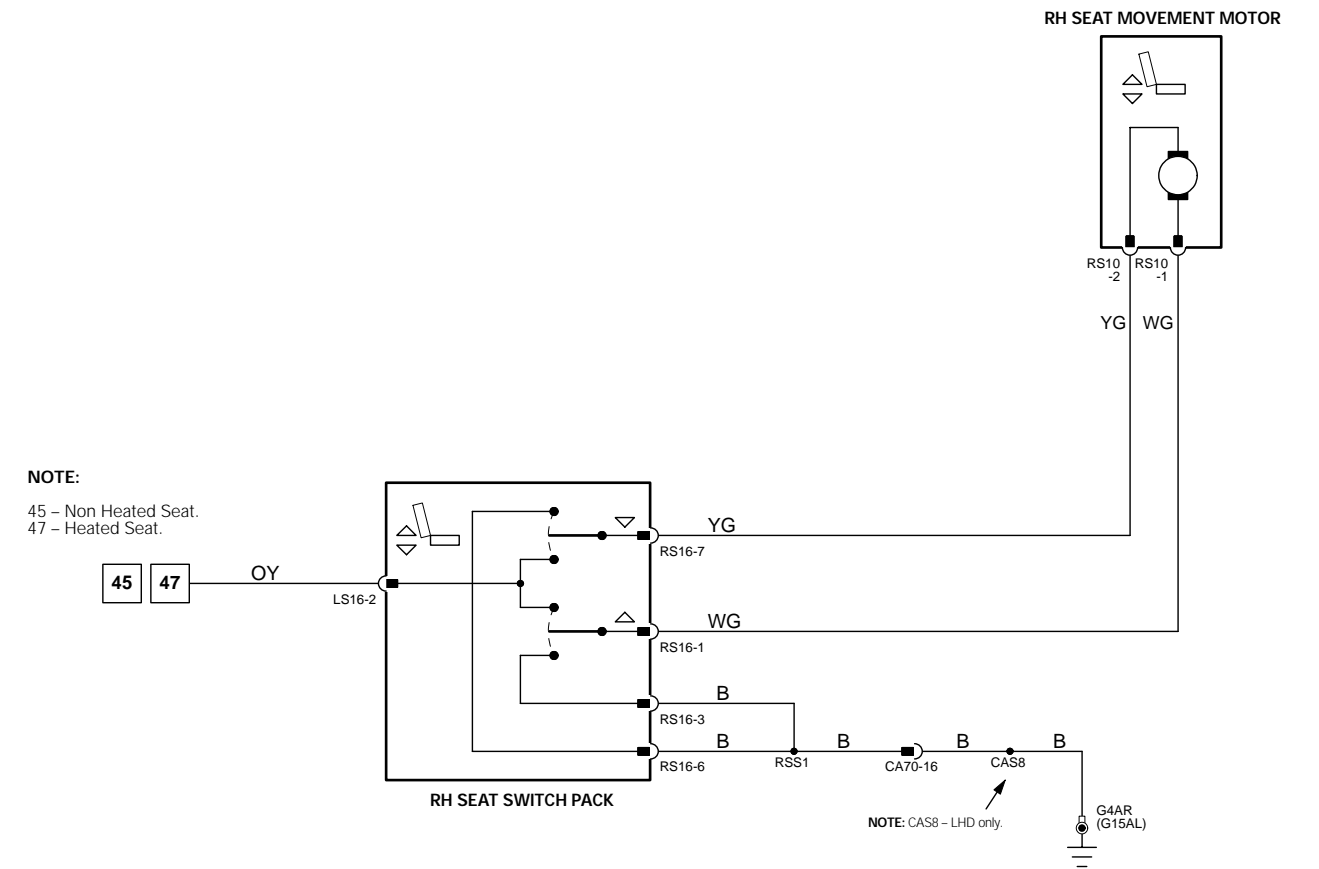 RH SEAT MOVEMENT MOTOR
RS10
-2
RS10
-1
YG
WG
NOTE:
45 – Non Heated Seat.
47 – Heated Seat.
45
47
OY
LS16-2
YG
RS16-7
WG
RS16-1
B
RS16-3
B
RS16-6
RSS1
B
CA70-16
B
CAS8
B
RH SEAT SWITCH PACK
NOTE: CAS8 – LHD only.
G4AR
(G15AL)